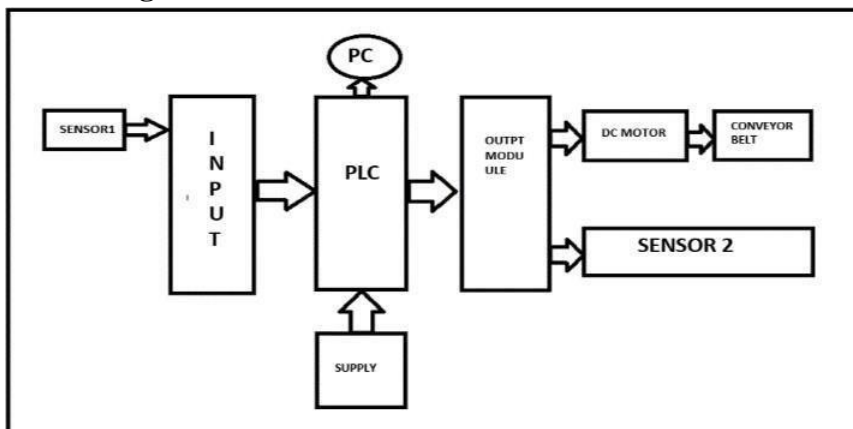 PC
SENSOR1
I
N
P
U
T
PLC
OUTPT
MODU
ULE
DC MOTOR
CONVEYOR
BELT
SENSOR 2
SUPPLY